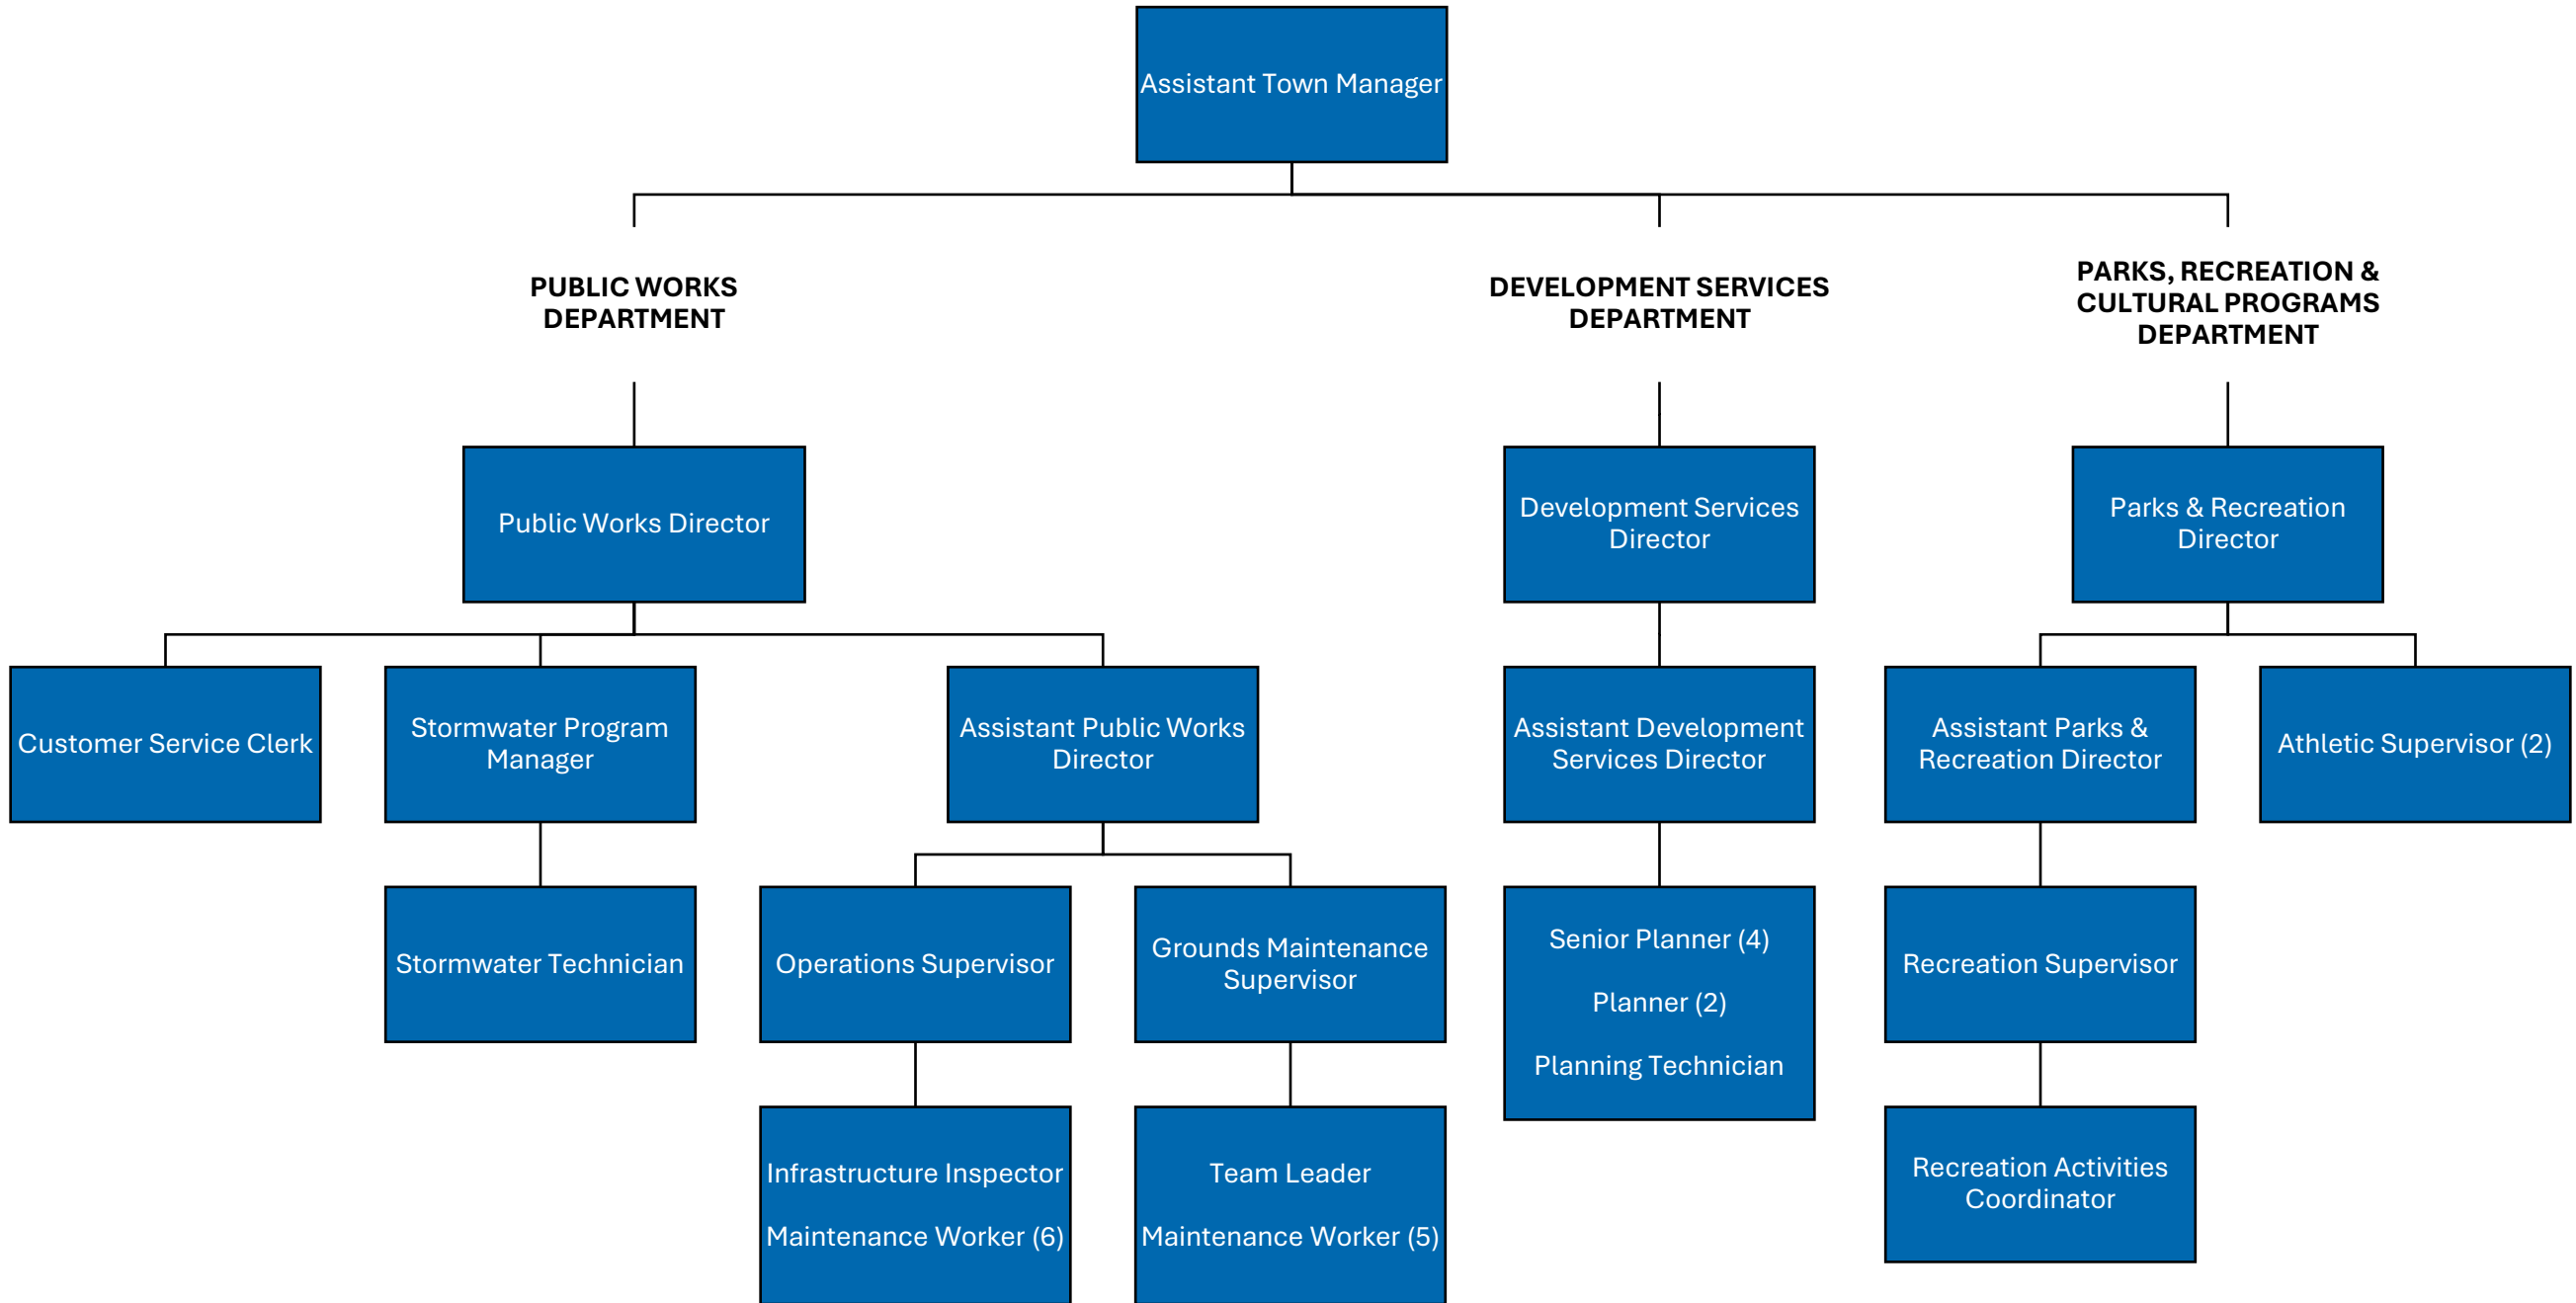 Assistant Town Manager
PUBLIC WORKS
DEPARTMENT
DEVELOPMENT SERVICES
DEPARTMENT
PARKS, RECREATION &
CULTURAL PROGRAMS
DEPARTMENT
Public Works Director
Development Services
Director
Parks & Recreation
Director
Customer Service Clerk
Stormwater Program
Manager
Assistant Public Works
Director
Assistant Development
Services Director
Assistant Parks &
Recreation Director
Athletic Supervisor (2)
Stormwater Technician
Operations Supervisor
Grounds Maintenance
Supervisor
Senior Planner (4)
Planner (2)
Planning Technician
Recreation Supervisor
Infrastructure Inspector
Maintenance Worker (6)
Team Leader
Maintenance Worker (5)
Recreation Activities
Coordinator